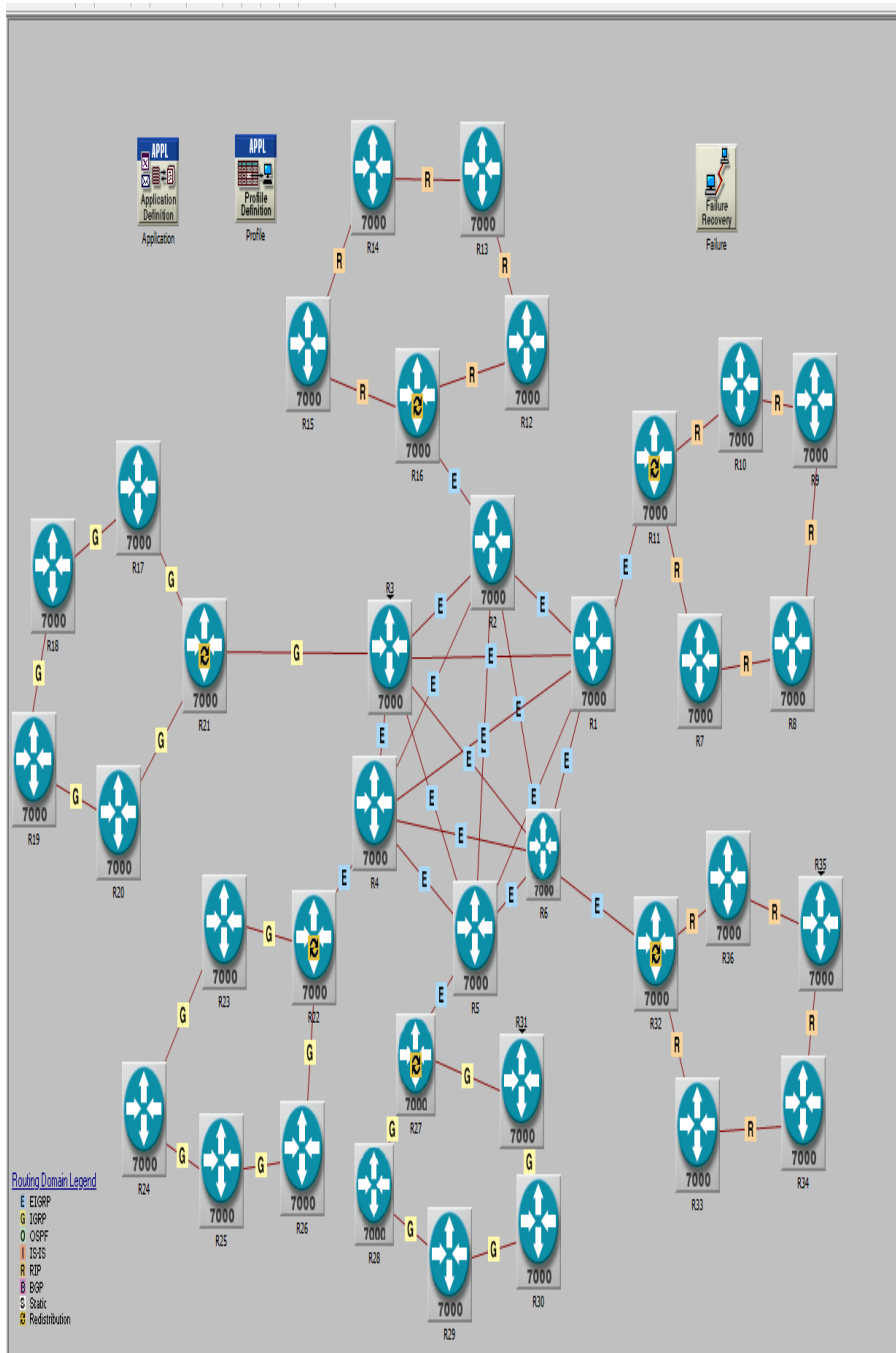 APPL
Application
Definition
Application
APPL
Profile
Definition
Profile
Failure
Recovery
Failure
7000
R14
R
7000
R13
R
R
7000
R15
R
7000
R16
R
7000
R12
E
7000
R10
R
7000
R9
R
7000
R11
R
R
7000
R17
G
7000
R18
G
7000
R2
E
R3
7000
E
E
7000
R1
E
R
7000
R7
R
7000
R8
7000
R21
G
G
7000
R19
G
7000
R20
G
E
E
E
E
E
E
E
7000
R4
E
E
E
E
E
7000
R6
E
E
7000
R5
E
7000
R23
G
7000
R22
G
G
7000
R24
G
7000
R25
G
7000
R26
7000
R27
G
R31
7000
G
G
7000
R28
G
7000
R29
G
7000
R30
7000
R32
R
7000
R36
R
R35
7000
R
R
7000
R33
R
7000
R34
Routing Domain Legend
E EIGRP
G IGRP
O OSPF
I IS-IS
R RIP
B BGP
S Static
Redistribution